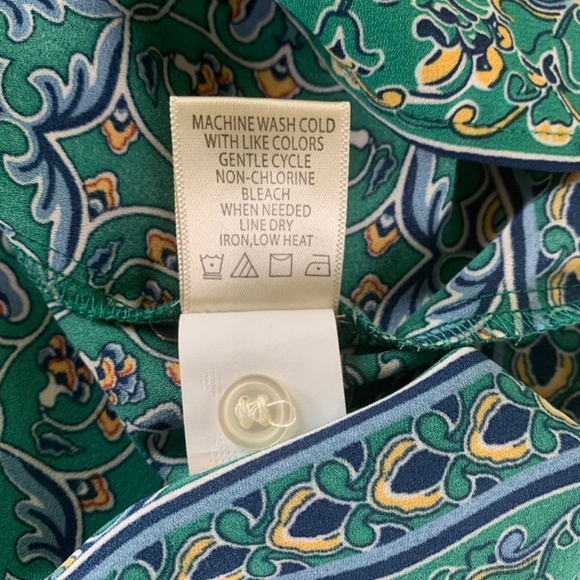 MACHINE WASH COLD
WITH LIKE COLORS
GENTLE CYCLE
NON-CHLORINE
BLEACH
WHEN NEEDED
LINE DRY
IRON,LOW HEAT